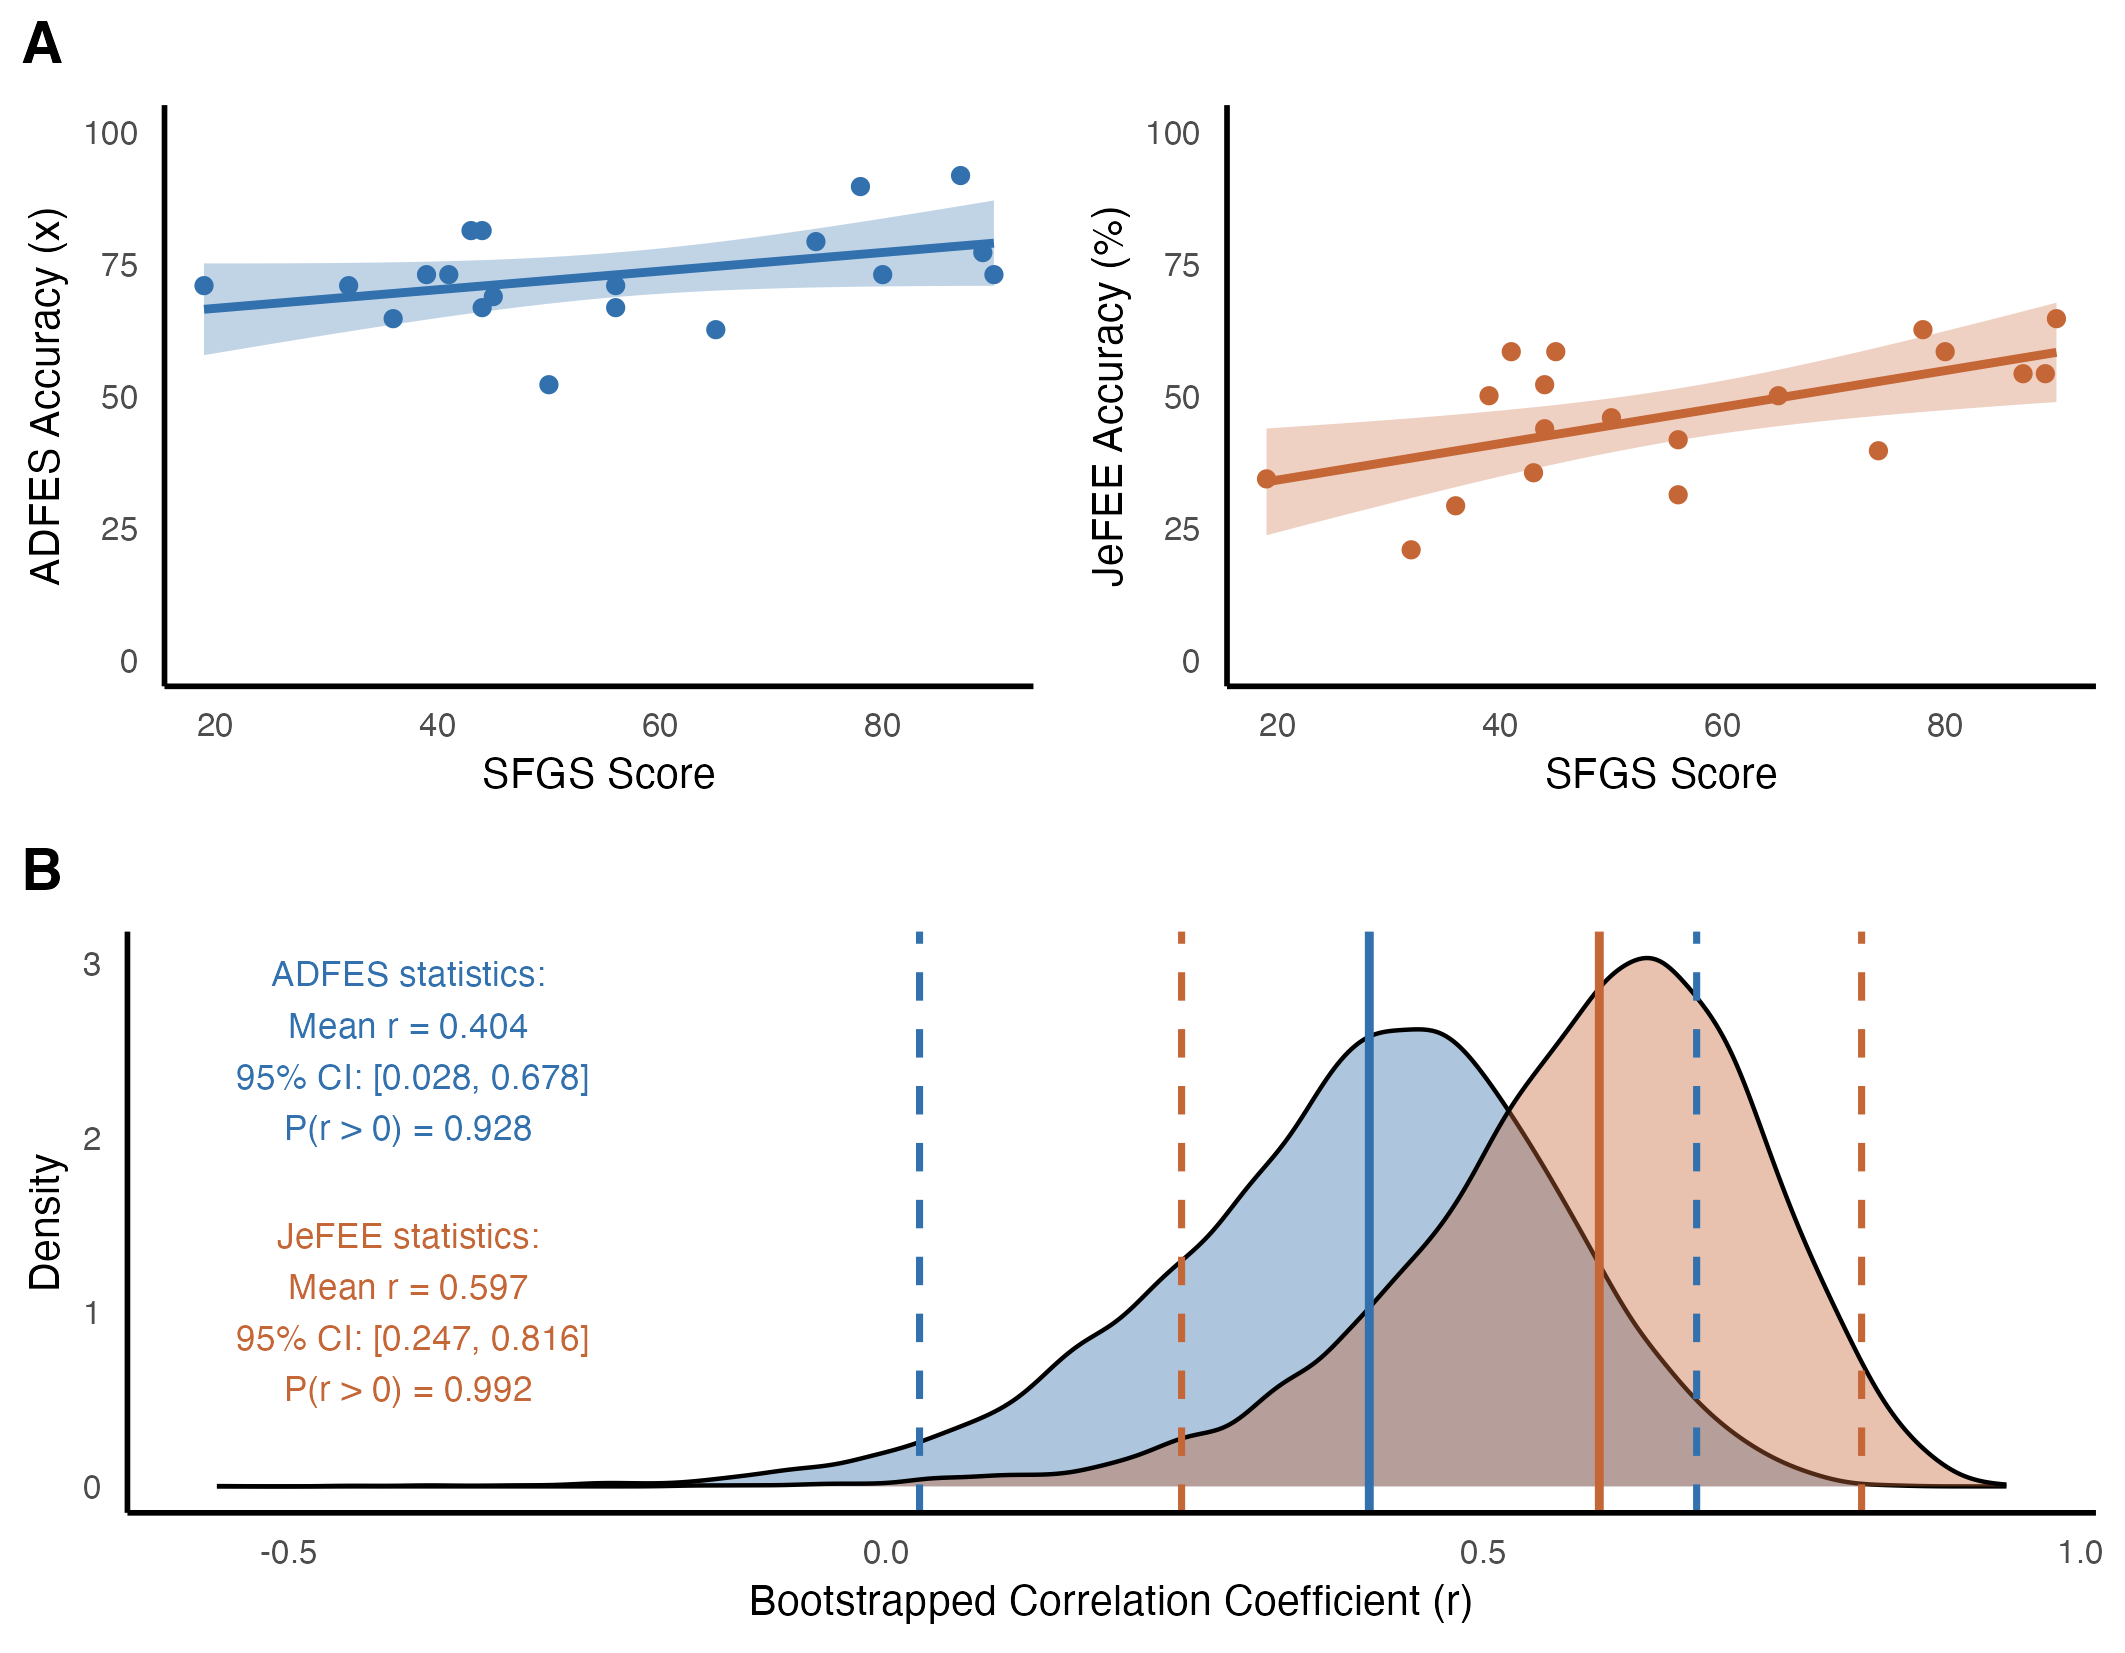 A
100
75
50
25
0
ADFES Accuracy (x)
20 40 60 80
SFGS Score
100
75
50
25
0
JeFEE Accuracy (%)
20 40 60 80
SFGS Score
B
3
2
1
0
Density
ADFES statistics:
Mean r = 0.404
95% CI: [0.028, 0.678]
P(r > 0) = 0.928
JeFEE statistics:
Mean r = 0.597
95% CI: [0.247, 0.816]
P(r > 0) = 0.992
-0.5 0.0 0.5 1.0
Bootstrapped Correlation Coefficient (r)